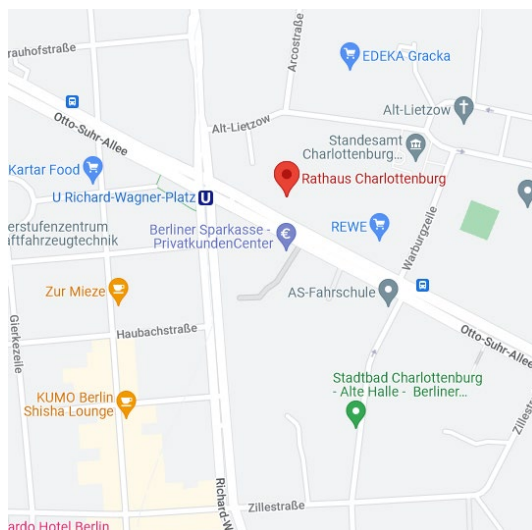 rauhofstraße
Arcostraße
EDEKA Gracka
Otto-Suhr-Allee
Alt-Lietzow
Alt-Lietzow
Standesamt
Charlottenburg...
Kartar Food
U Richard-Wagner-Platz
U
Rathaus Charlottenburg
erstufenzentrum
aftfahrzeugtechnik
Berliner Sparkasse -
PrivatkundenCenter
€
REWE
Warburgzeile
Zur Mieze
AS-Fahrschule
Gierkezeile
Haubachstraße
Otto-Suhr-Allee
KUMO Berlin
Shisha Lounge
Stadtbad Charlottenburg
- Alte Halle - Berliner...
Zillestraße
Richard-W
Zillestraße
ardo Hotel Berlin